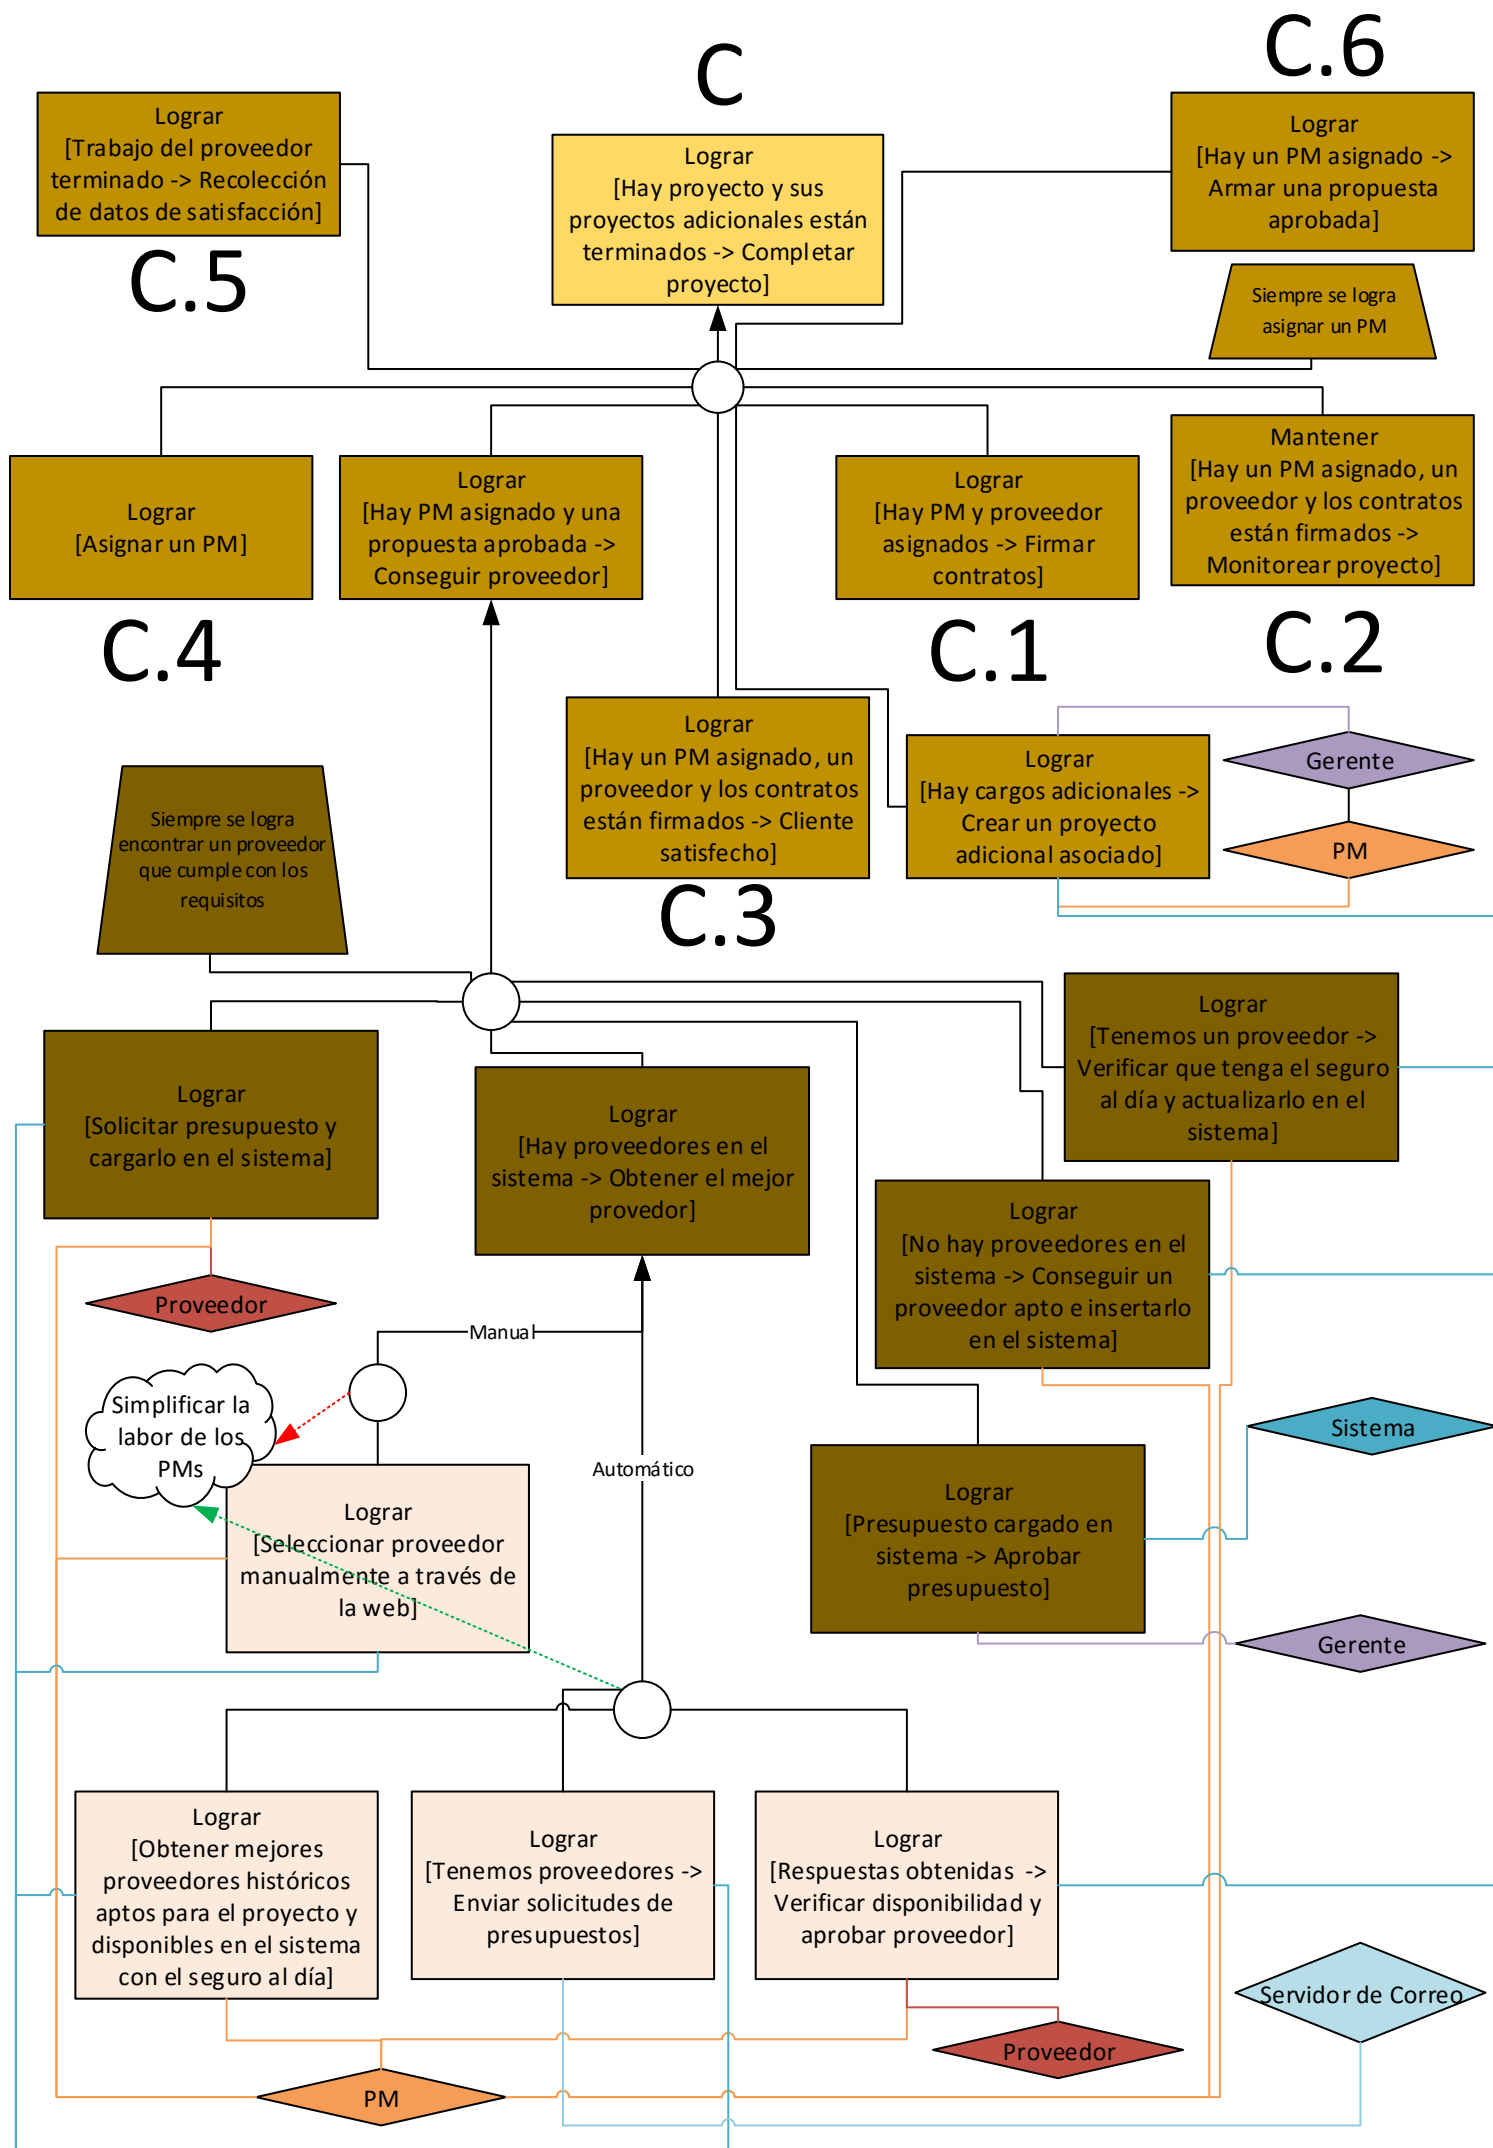 C
C.6
Lograr
[Trabajo del proveedor
terminado -> Recolección
de datos de satisfacción]
C.5
Lograr
[Hay proyecto y sus
proyectos adicionales están
terminados -> Completar
proyecto]
Lograr
[Hay un PM asignado ->
Armar una propuesta
aprobada]
Siempre se logra
asignar un PM
Lograr
[Asignar un PM]
C.4
Lograr
[Hay PM asignado y una
propuesta aprobada ->
Conseguir proveedor]
Lograr
[Hay PM y proveedor
asignados -> Firmar
contratos]
C.1
Mantener
[Hay un PM asignado, un
proveedor y los contratos
están firmados ->
Monitorear proyecto]
C.2
Lograr
[Hay un PM asignado, un
proveedor y los contratos
están firmados -> Cliente
satisfecho]
C.3
Lograr
[Hay cargos adicionales ->
Crear un proyecto
adicional asociado]
Gerente
PM
Siempre se logra
encontrar un proveedor
que cumple con los
requisitos
Lograr
[Solicitar presupuesto y
cargarlo en el sistema]
Proveedor
Lograr
[Hay proveedores en el
sistema -> Obtener el mejor
provedor]
Lograr
[Tenemos un proveedor ->
Verificar que tenga el seguro
al día y actualizarlo en el
sistema]
Lograr
[No hay proveedores en el
sistema -> Conseguir un
proveedor apto e insertarlo
en el sistema]
Manual
Simplificar la
labor de los
PMs
Automático
Lograr
[Seleccionar proveedor
manualmente a través de
la web]
Lograr
[Presupuesto cargado en
sistema -> Aprobar
presupuesto]
Sistema
Gerente
Lograr
[Obtener mejores
proveedores históricos
aptos para el proyecto y
disponibles en el sistema
con el seguro al día]
Lograr
[Tenemos proveedores ->
Enviar solicitudes de
presupuestos]
Lograr
[Respuestas obtenidas ->
Verificar disponibilidad y
aprobar proveedor]
Servidor de Correo
Proveedor
PM